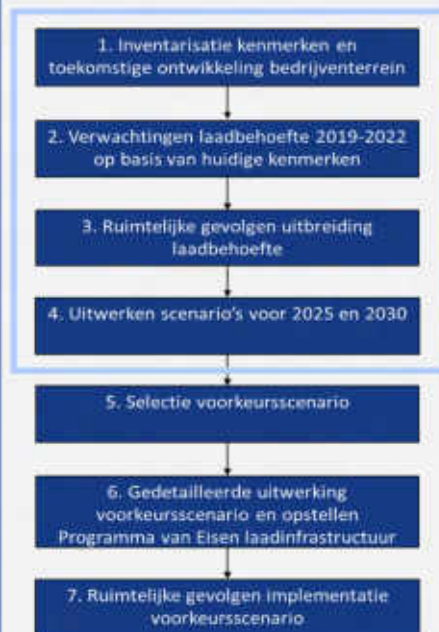 1. Inventarisatie kenmerken en
toekomstige ontwikkeling bedrijventerrein
2. Verwachtingen laadbehoefte 2019-2022
op basis van huidige kenmerken
3. Ruimtelijke gevolgen uitbreiding
laadbehoefte
4. Uitwerken scenario's voor 2025 en 2030
5. Selectie voorkeursscenario
6. Gedetailleerde uitwerking
voorkeursscenario en opstellen
Programma van Eisen laadinfrastructuur
7. Ruimtelijke gevolgen implementatie
voorkeursscenario